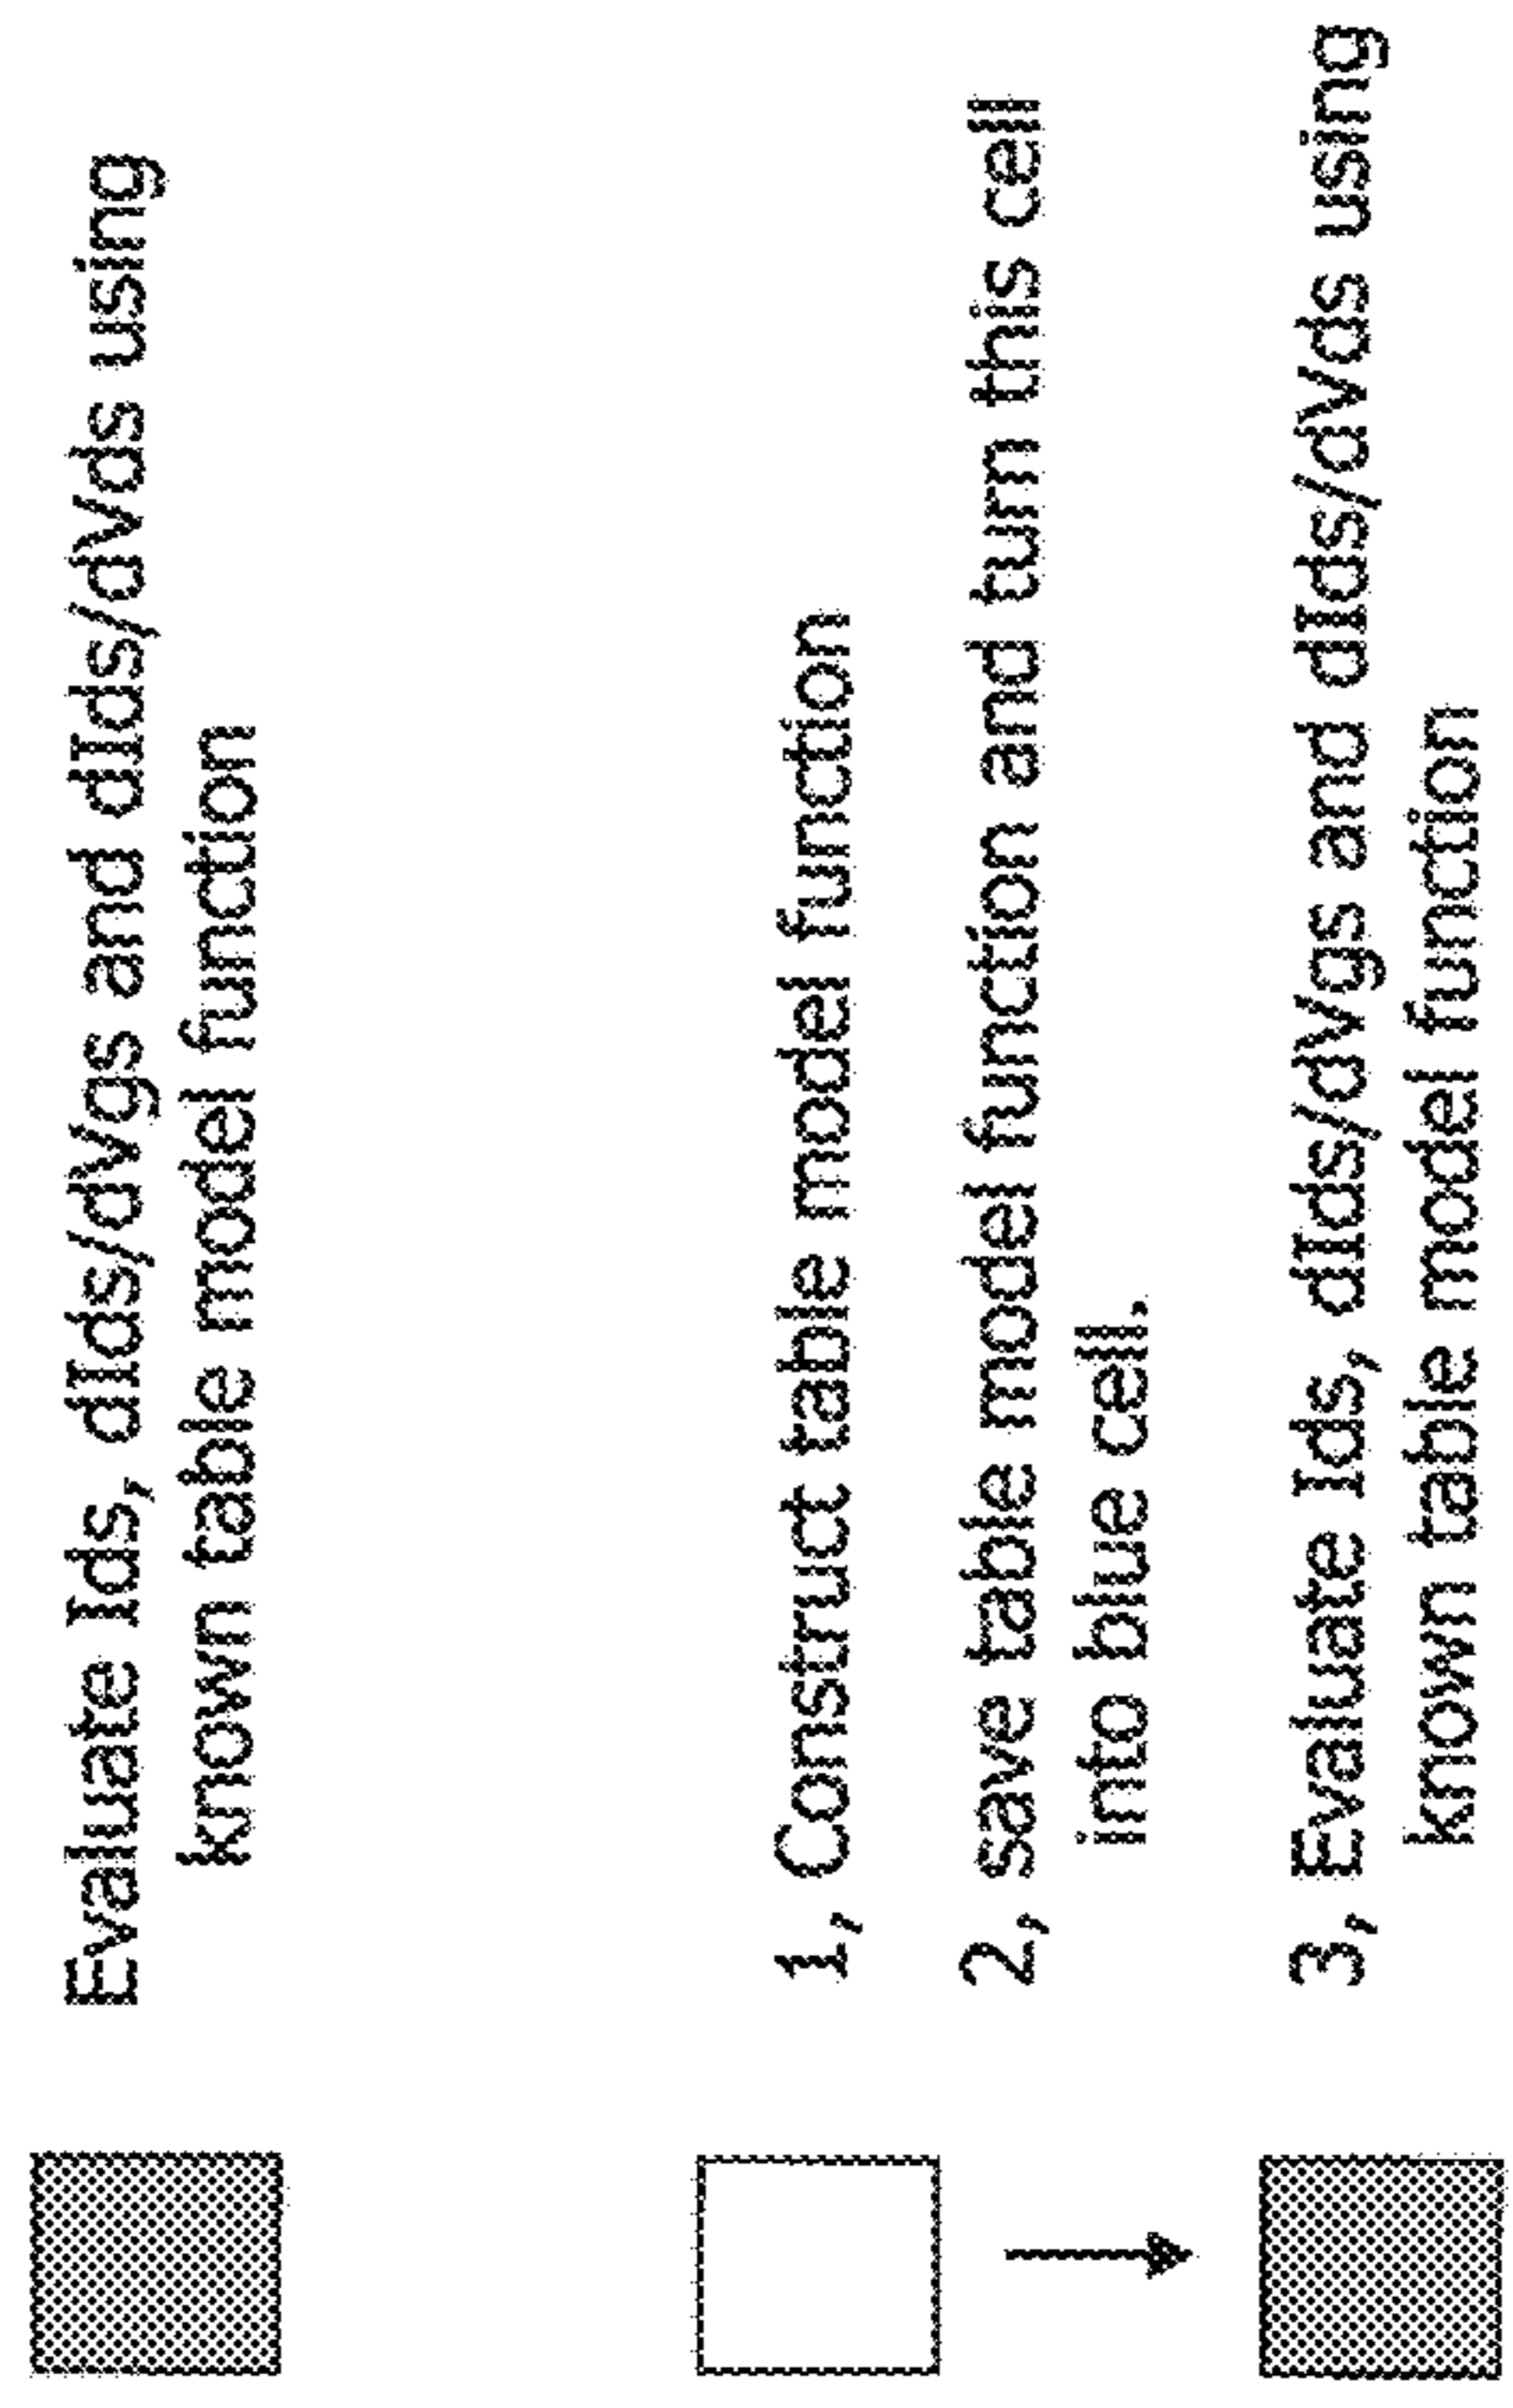 Evaluate Ids, dIds/dVgs and dIds/dVds using
known table model function
1, Construct table model function
2, save table model function and turn this cell
into blue cell.
3, Evaluate Ids, dIds/dVgs and dIds/dVds using
known table model function